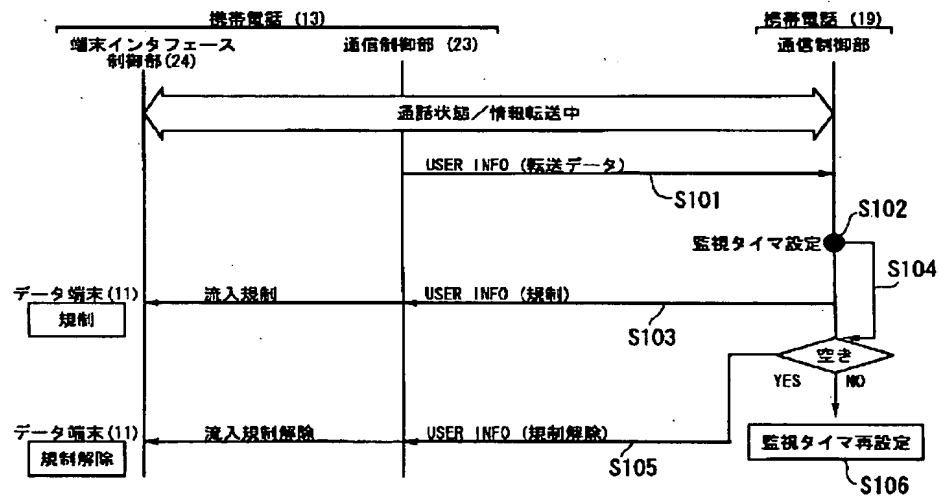 携帯電話 (13)
携帯電話 (19)
端末インタフェース
制御部(24)
通信制御部 (23)
通信制御部
通話状態/情報転送中
USER INFO (転送データ)
S101
S102
監視タイマ設定
S104
データ端末(11)
規制
流入規制
USER INFO (規制)
S103
空き
YES
NO
データ端末(11)
規制解除
流入規制解除
USER INFO (規制解除)
S105
監視タイマ再設定
S106